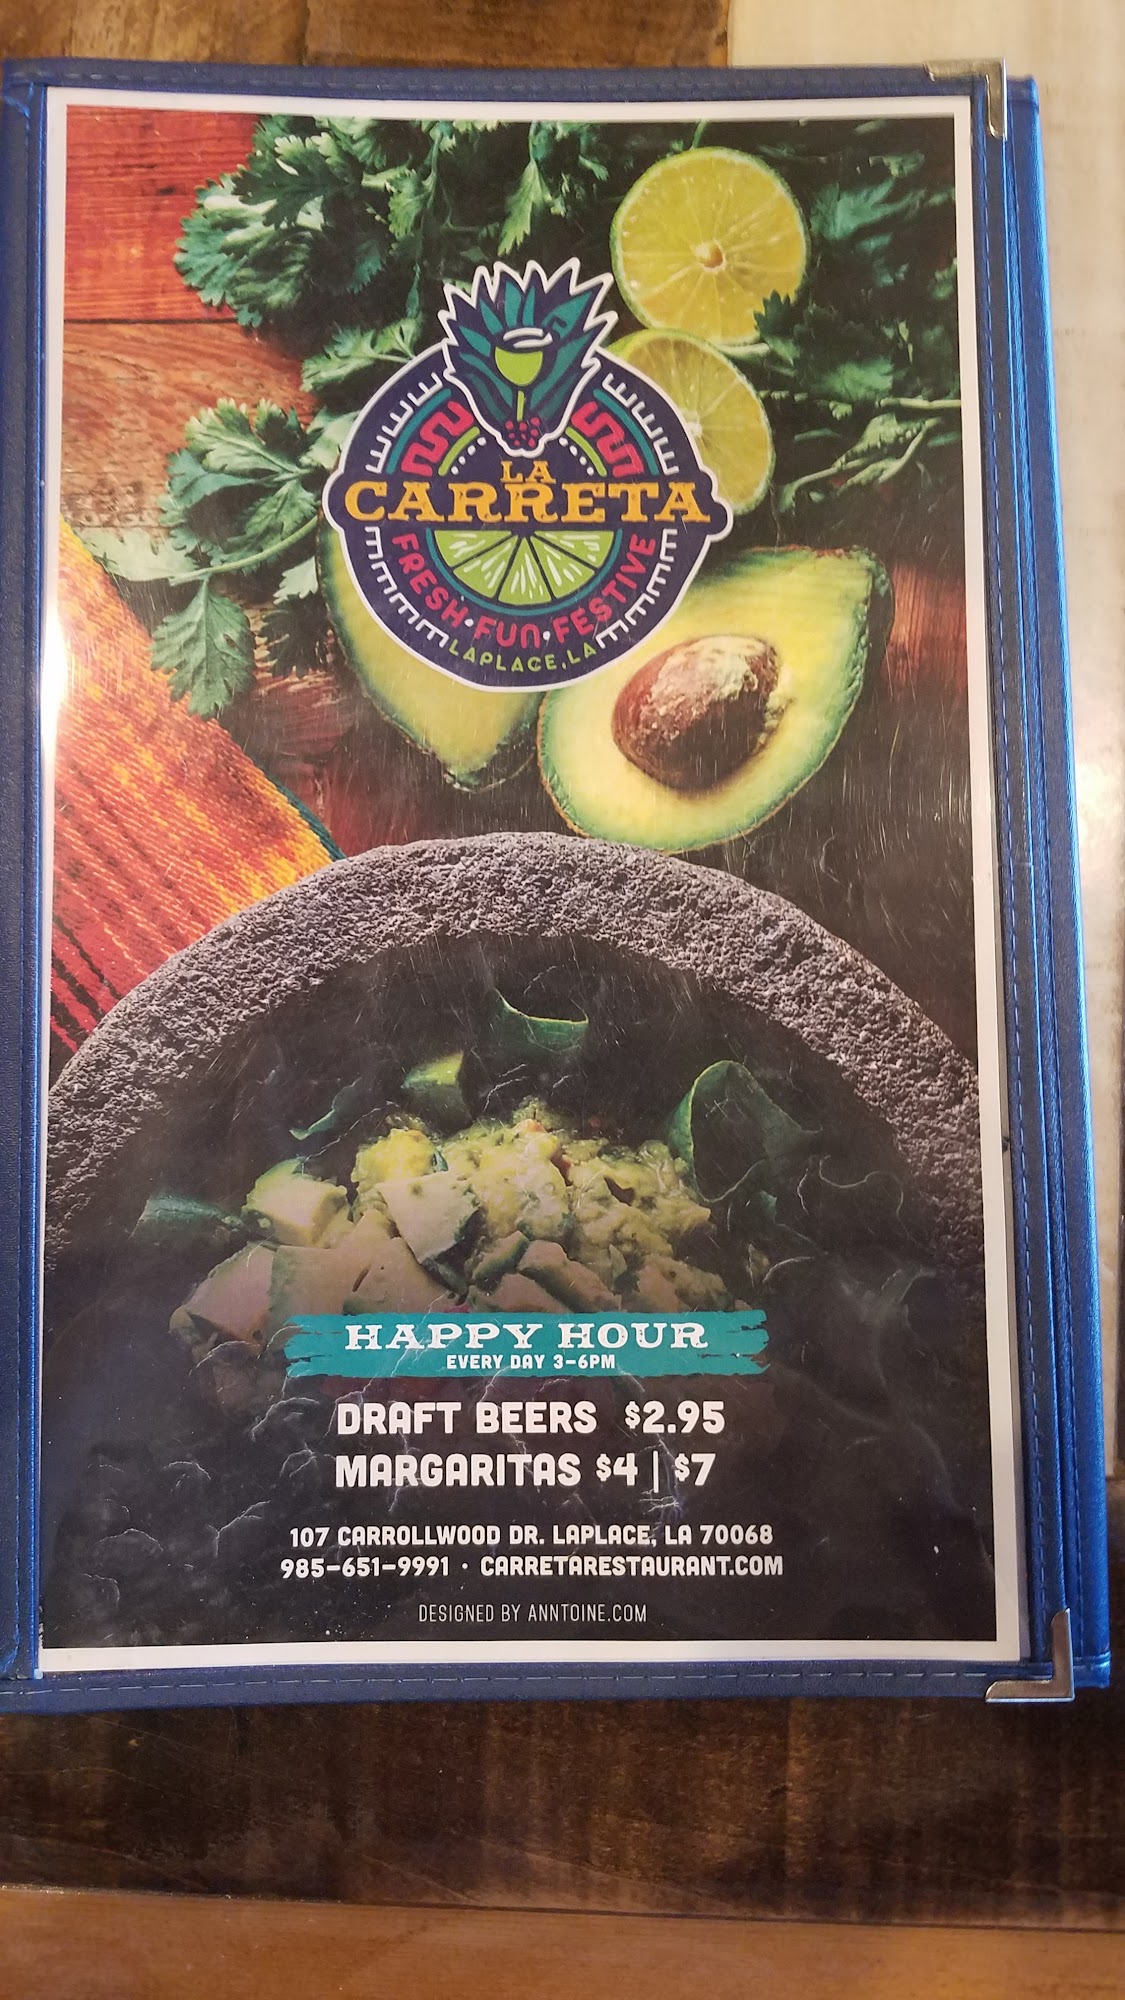 LA
CARRETA
FRESH · FUN · FESTIVE
LAPLACE, LA
HAPPY HOUR
EVERY DAY 3-6PM
DRAFT BEERS $2.95
MARGARITAS $4 | $7
107 CARROLLWOOD DR. LAPLACE, LA 70068
985-651-9991 · CARRETARESTAURANT.COM
DESIGNED BY ANNTOINE.COM